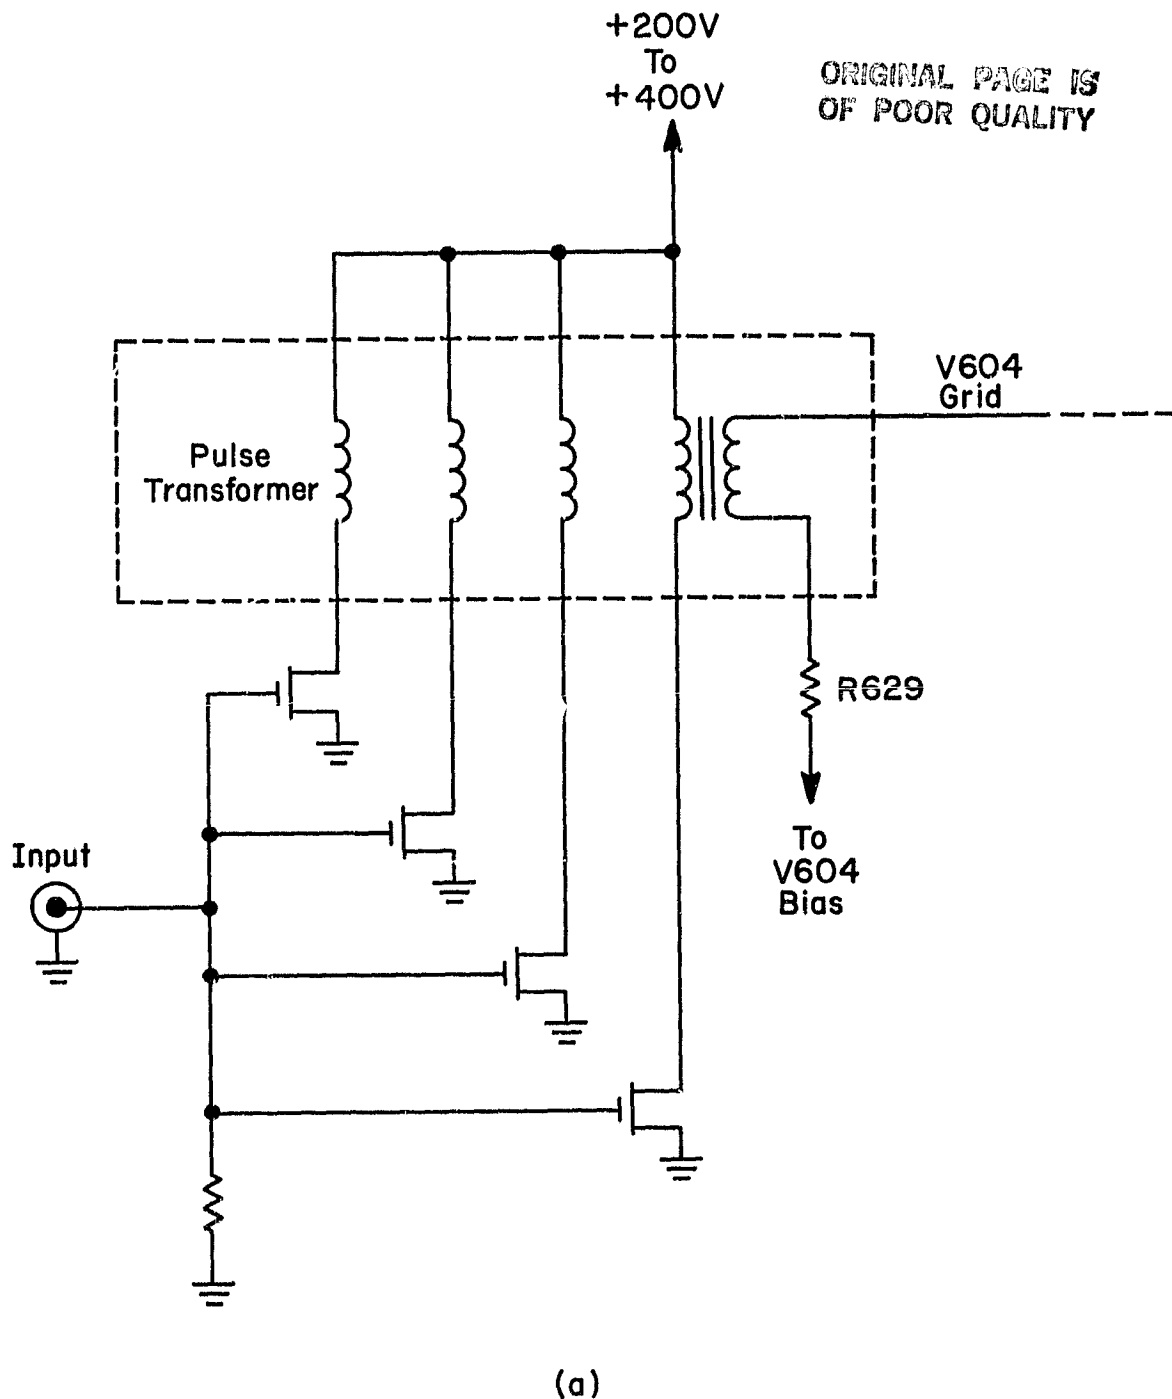 +200V
To
+400V
ORIGINAL PAGE IS
OF POOR QUALITY
V604
Grid
Pulse
Transformer
R629
Input
To
V604
Bias
(a)